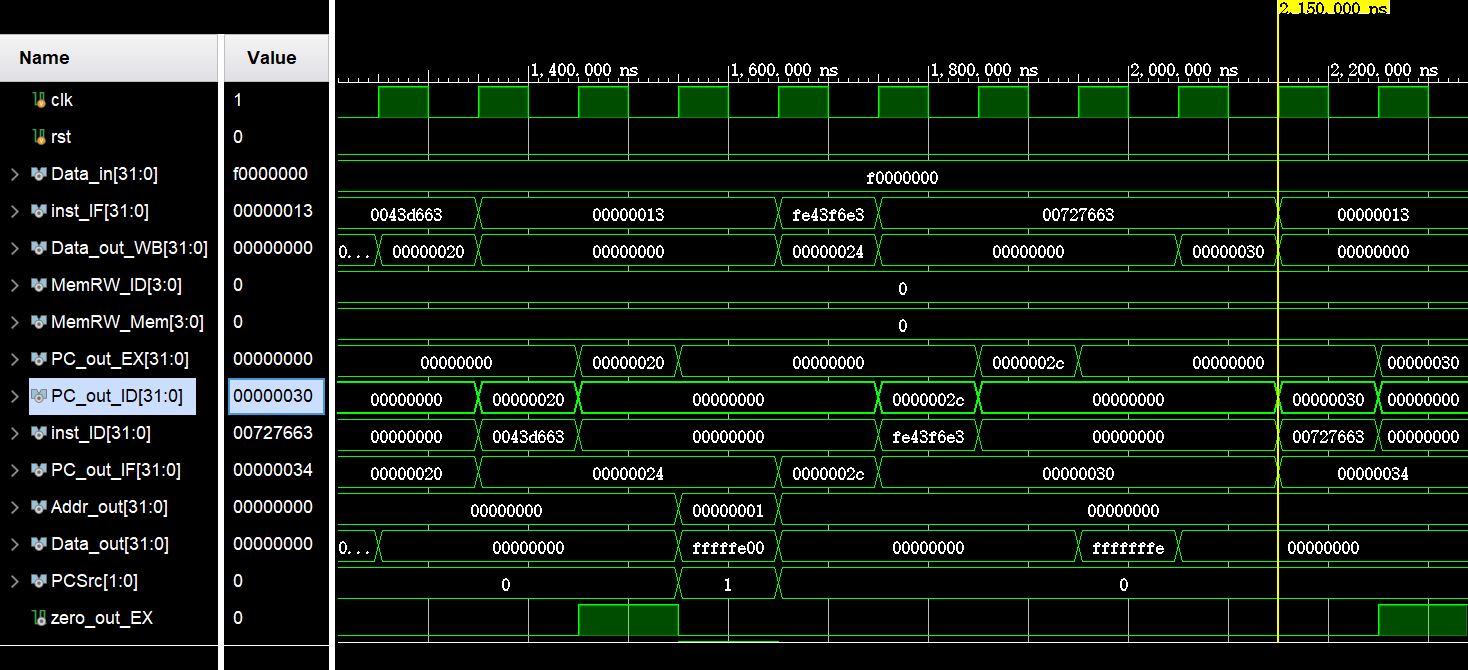 2,150.000 ns
Name Value
1,400.000 ns 1,600.000 ns 1,800.000 ns 2,000.000 ns 2,200.000 ns
clk 1
rst 0
Data_in[31:0] f0000000 f0000000
inst_IF[31:0] 00000013 0043d663 00000013 fe43f6e3 00727663 00000013
Data_out_WB[31:0] 00000000 0... 00000020 00000000 00000024 00000000 00000030 00000000
MemRW_ID[3:0] 0 0
MemRW_Mem[3:0] 0 0
PC_out_EX[31:0] 00000000 00000000 00000020 00000000 0000002c 00000000 00000030
PC_out_ID[31:0] 00000030 00000000 00000020 00000000 0000002c 00000000 00000030 00000000
inst_ID[31:0] 00727663 00000000 0043d663 00000000 fe43f6e3 00000000 00727663 00000000
PC_out_IF[31:0] 00000034 00000020 00000024 0000002c 00000030 00000034
Addr_out[31:0] 00000000 00000000 00000001 00000000
Data_out[31:0] 00000000 0... 00000000 fffffe00 00000000 fffffffe 00000000
PCSrc[1:0] 0 0 1 0
zero_out_EX 0